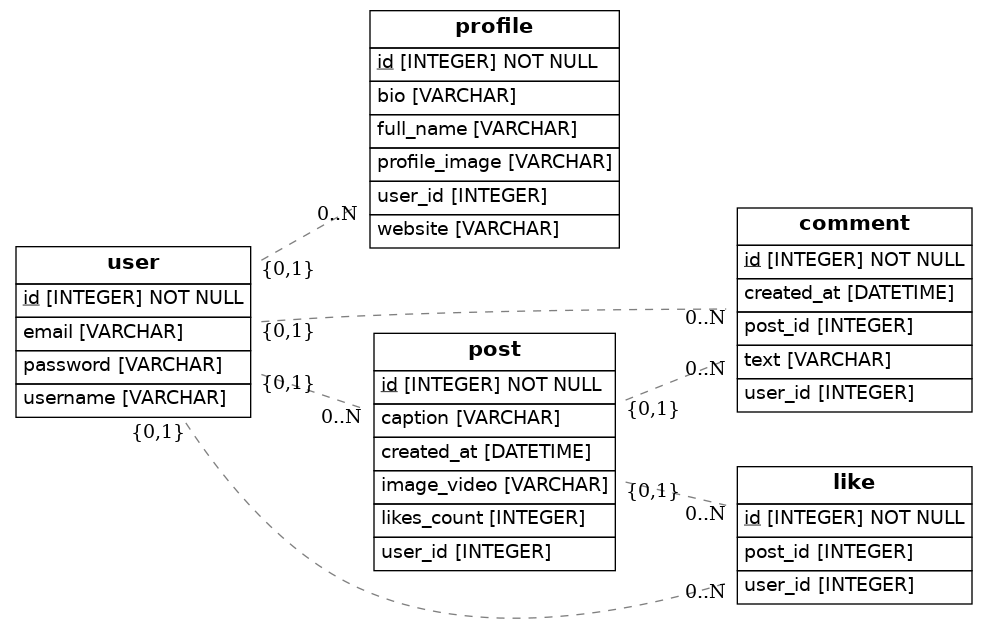 profile
id [INTEGER] NOT NULL
bio [VARCHAR]
full_name [VARCHAR]
profile_image [VARCHAR]
user_id [INTEGER]
website [VARCHAR]
0..N
{0,1}
user
id [INTEGER] NOT NULL
email [VARCHAR]
password [VARCHAR]
username [VARCHAR]
{0,1}
0..N
{0,1}
0..N
{0,1}
comment
id [INTEGER] NOT NULL
created_at [DATETIME]
post_id [INTEGER]
text [VARCHAR]
user_id [INTEGER]
post
id [INTEGER] NOT NULL
caption [VARCHAR]
created_at [DATETIME]
image_video [VARCHAR]
likes_count [INTEGER]
user_id [INTEGER]
0..N
{0,1}
{0,1}
0..N
like
id [INTEGER] NOT NULL
post_id [INTEGER]
user_id [INTEGER]
0..N